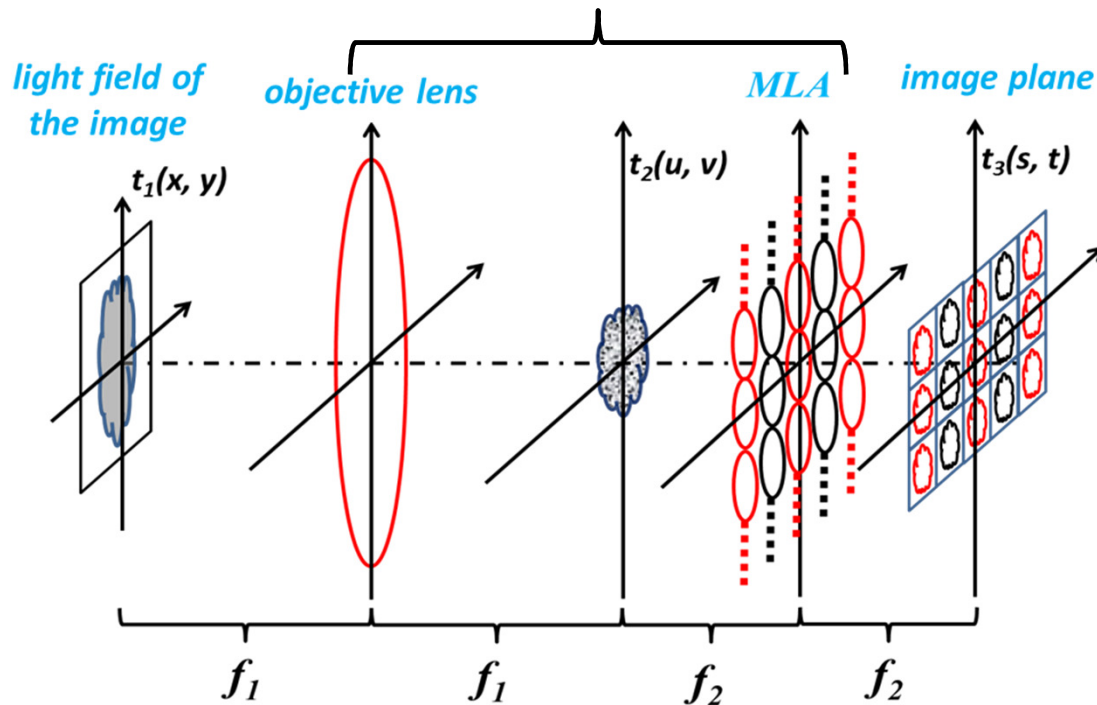 light field of
the image
objective lens
MLA
image plane
t₁(x, y)
t₂(u, v)
t₃(s, t)
f₁
f₁
f₂
f₂